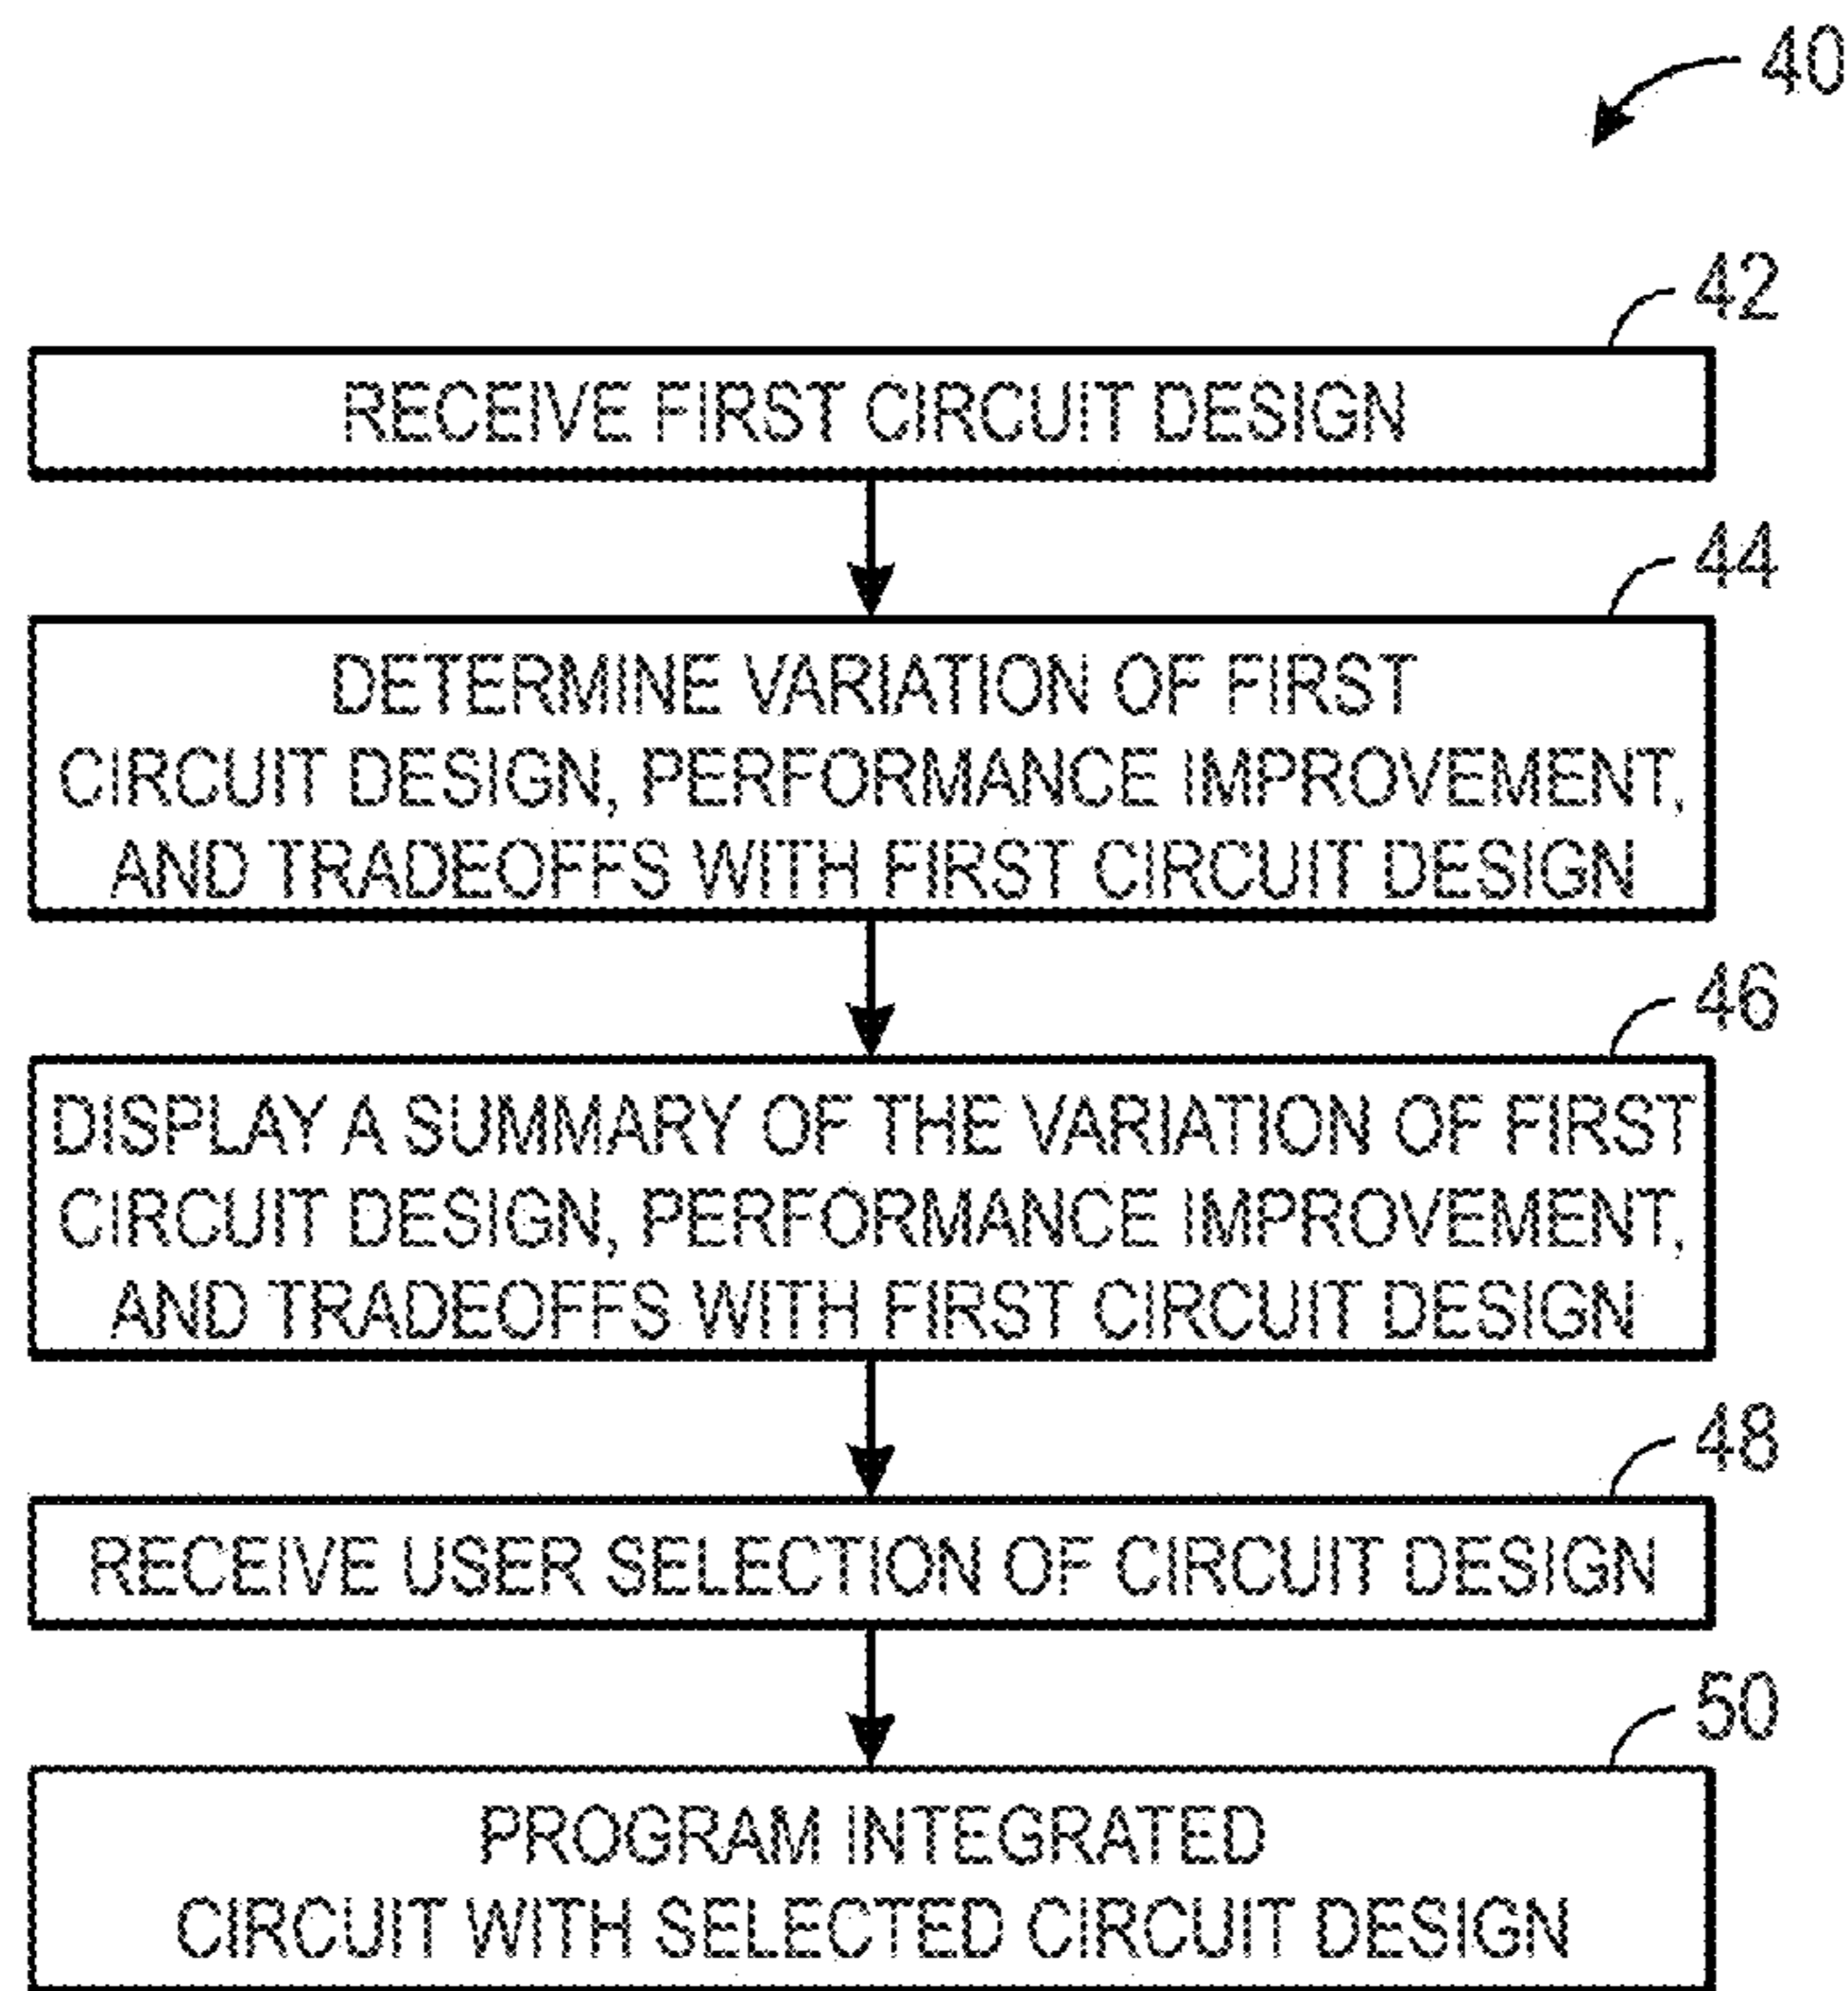 40
42
RECEIVE FIRST CIRCUIT DESIGN
44
DETERMINE VARIATION OF FIRST
CIRCUIT DESIGN, PERFORMANCE IMPROVEMENT,
AND TRADEOFFS WITH FIRST CIRCUIT DESIGN
46
DISPLAY A SUMMARY OF THE VARIATION OF FIRST
CIRCUIT DESIGN, PERFORMANCE IMPROVEMENT,
AND TRADEOFFS WITH FIRST CIRCUIT DESIGN
48
RECEIVE USER SELECTION OF CIRCUIT DESIGN
50
PROGRAM INTEGRATED
CIRCUIT WITH SELECTED CIRCUIT DESIGN